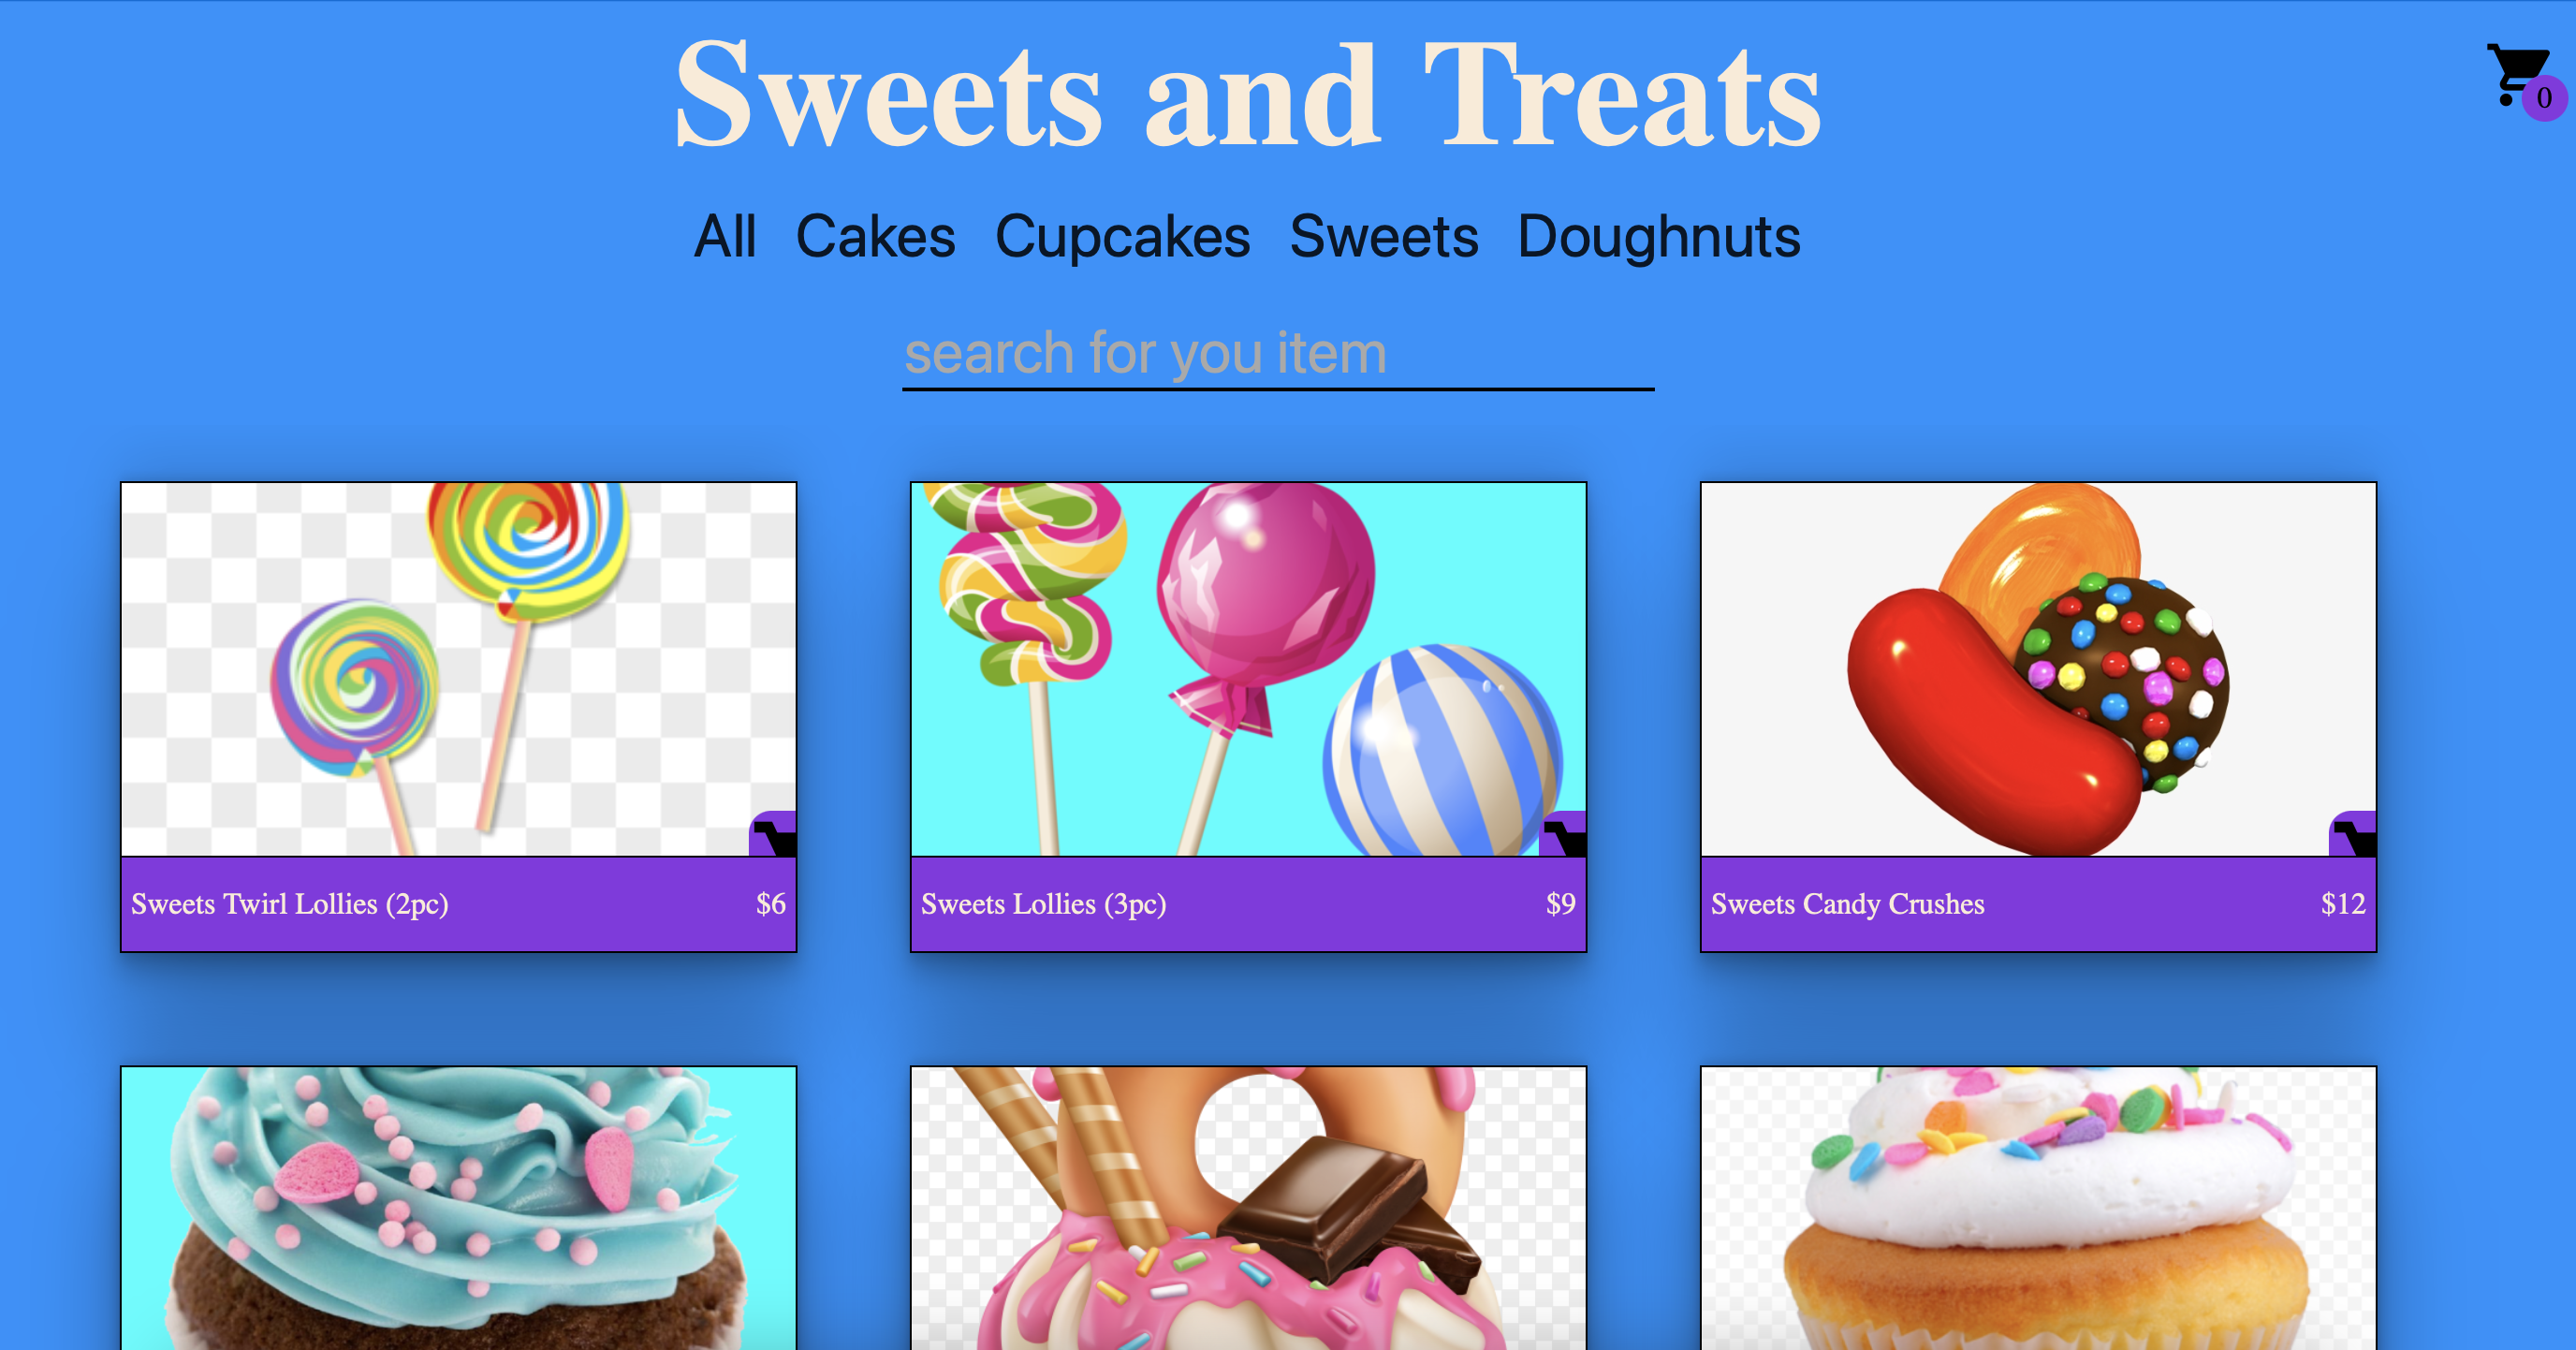 Sweets and Treats
0
All Cakes Cupcakes Sweets Doughnuts
search for you item
Sweets Twirl Lollies (2pc) $6
Sweets Lollies (3pc) $9
Sweets Candy Crushes $12